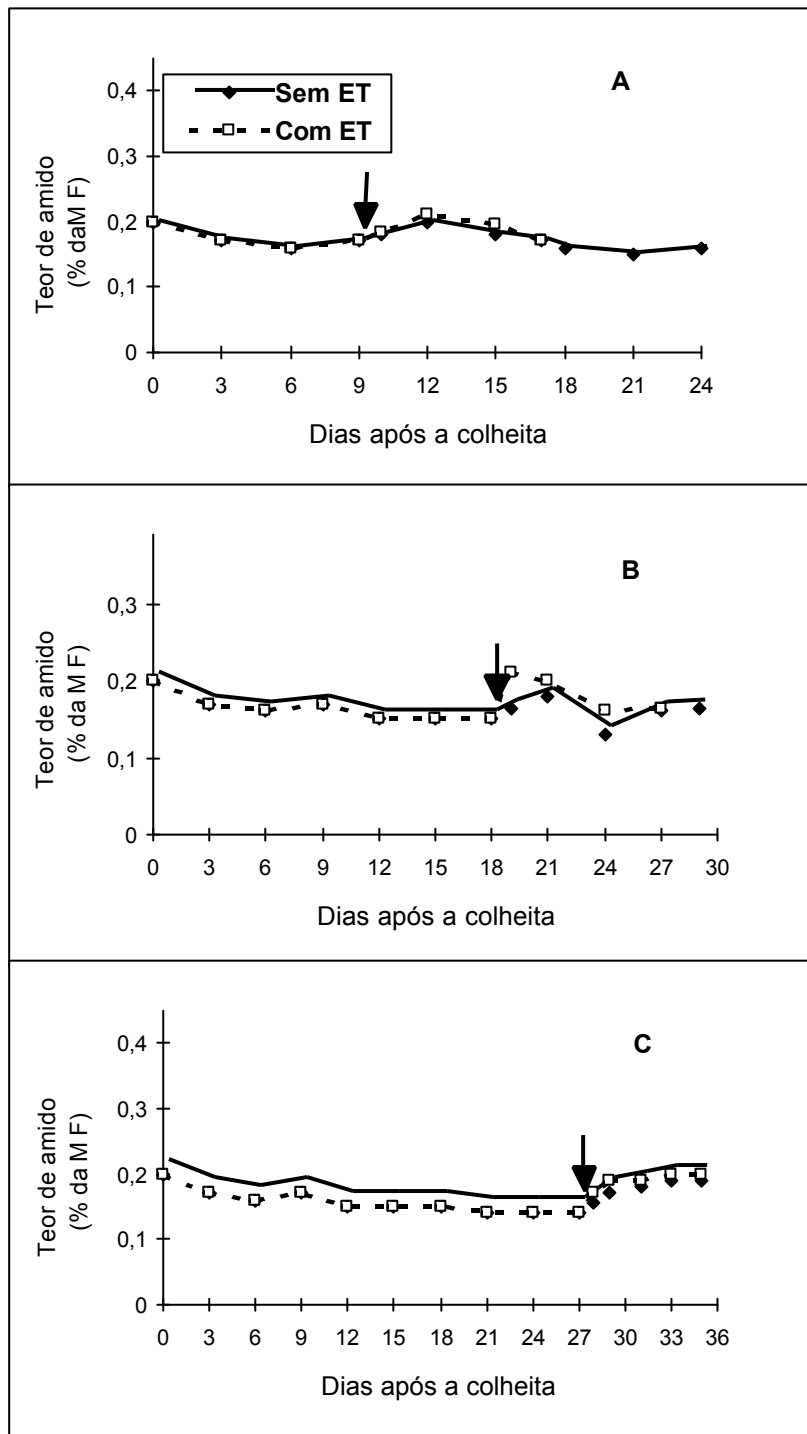 A
0,4
Sem ET
Com ET
0,3
0,2
0,1
0
Teor de amido
(% daM F)
0 3 6 9 12 15 18 21 24
Dias após a colheita
B
0,3
0,2
0,1
0
Teor de amido
(% da M F)
0 3 6 9 12 15 18 21 24 27 30
Dias após a colheita
C
0,4
0,3
0,2
0,1
0
Teor de amido
(% da M F)
0 3 6 9 12 15 18 21 24 27 30 33 36
Dias após a colheita